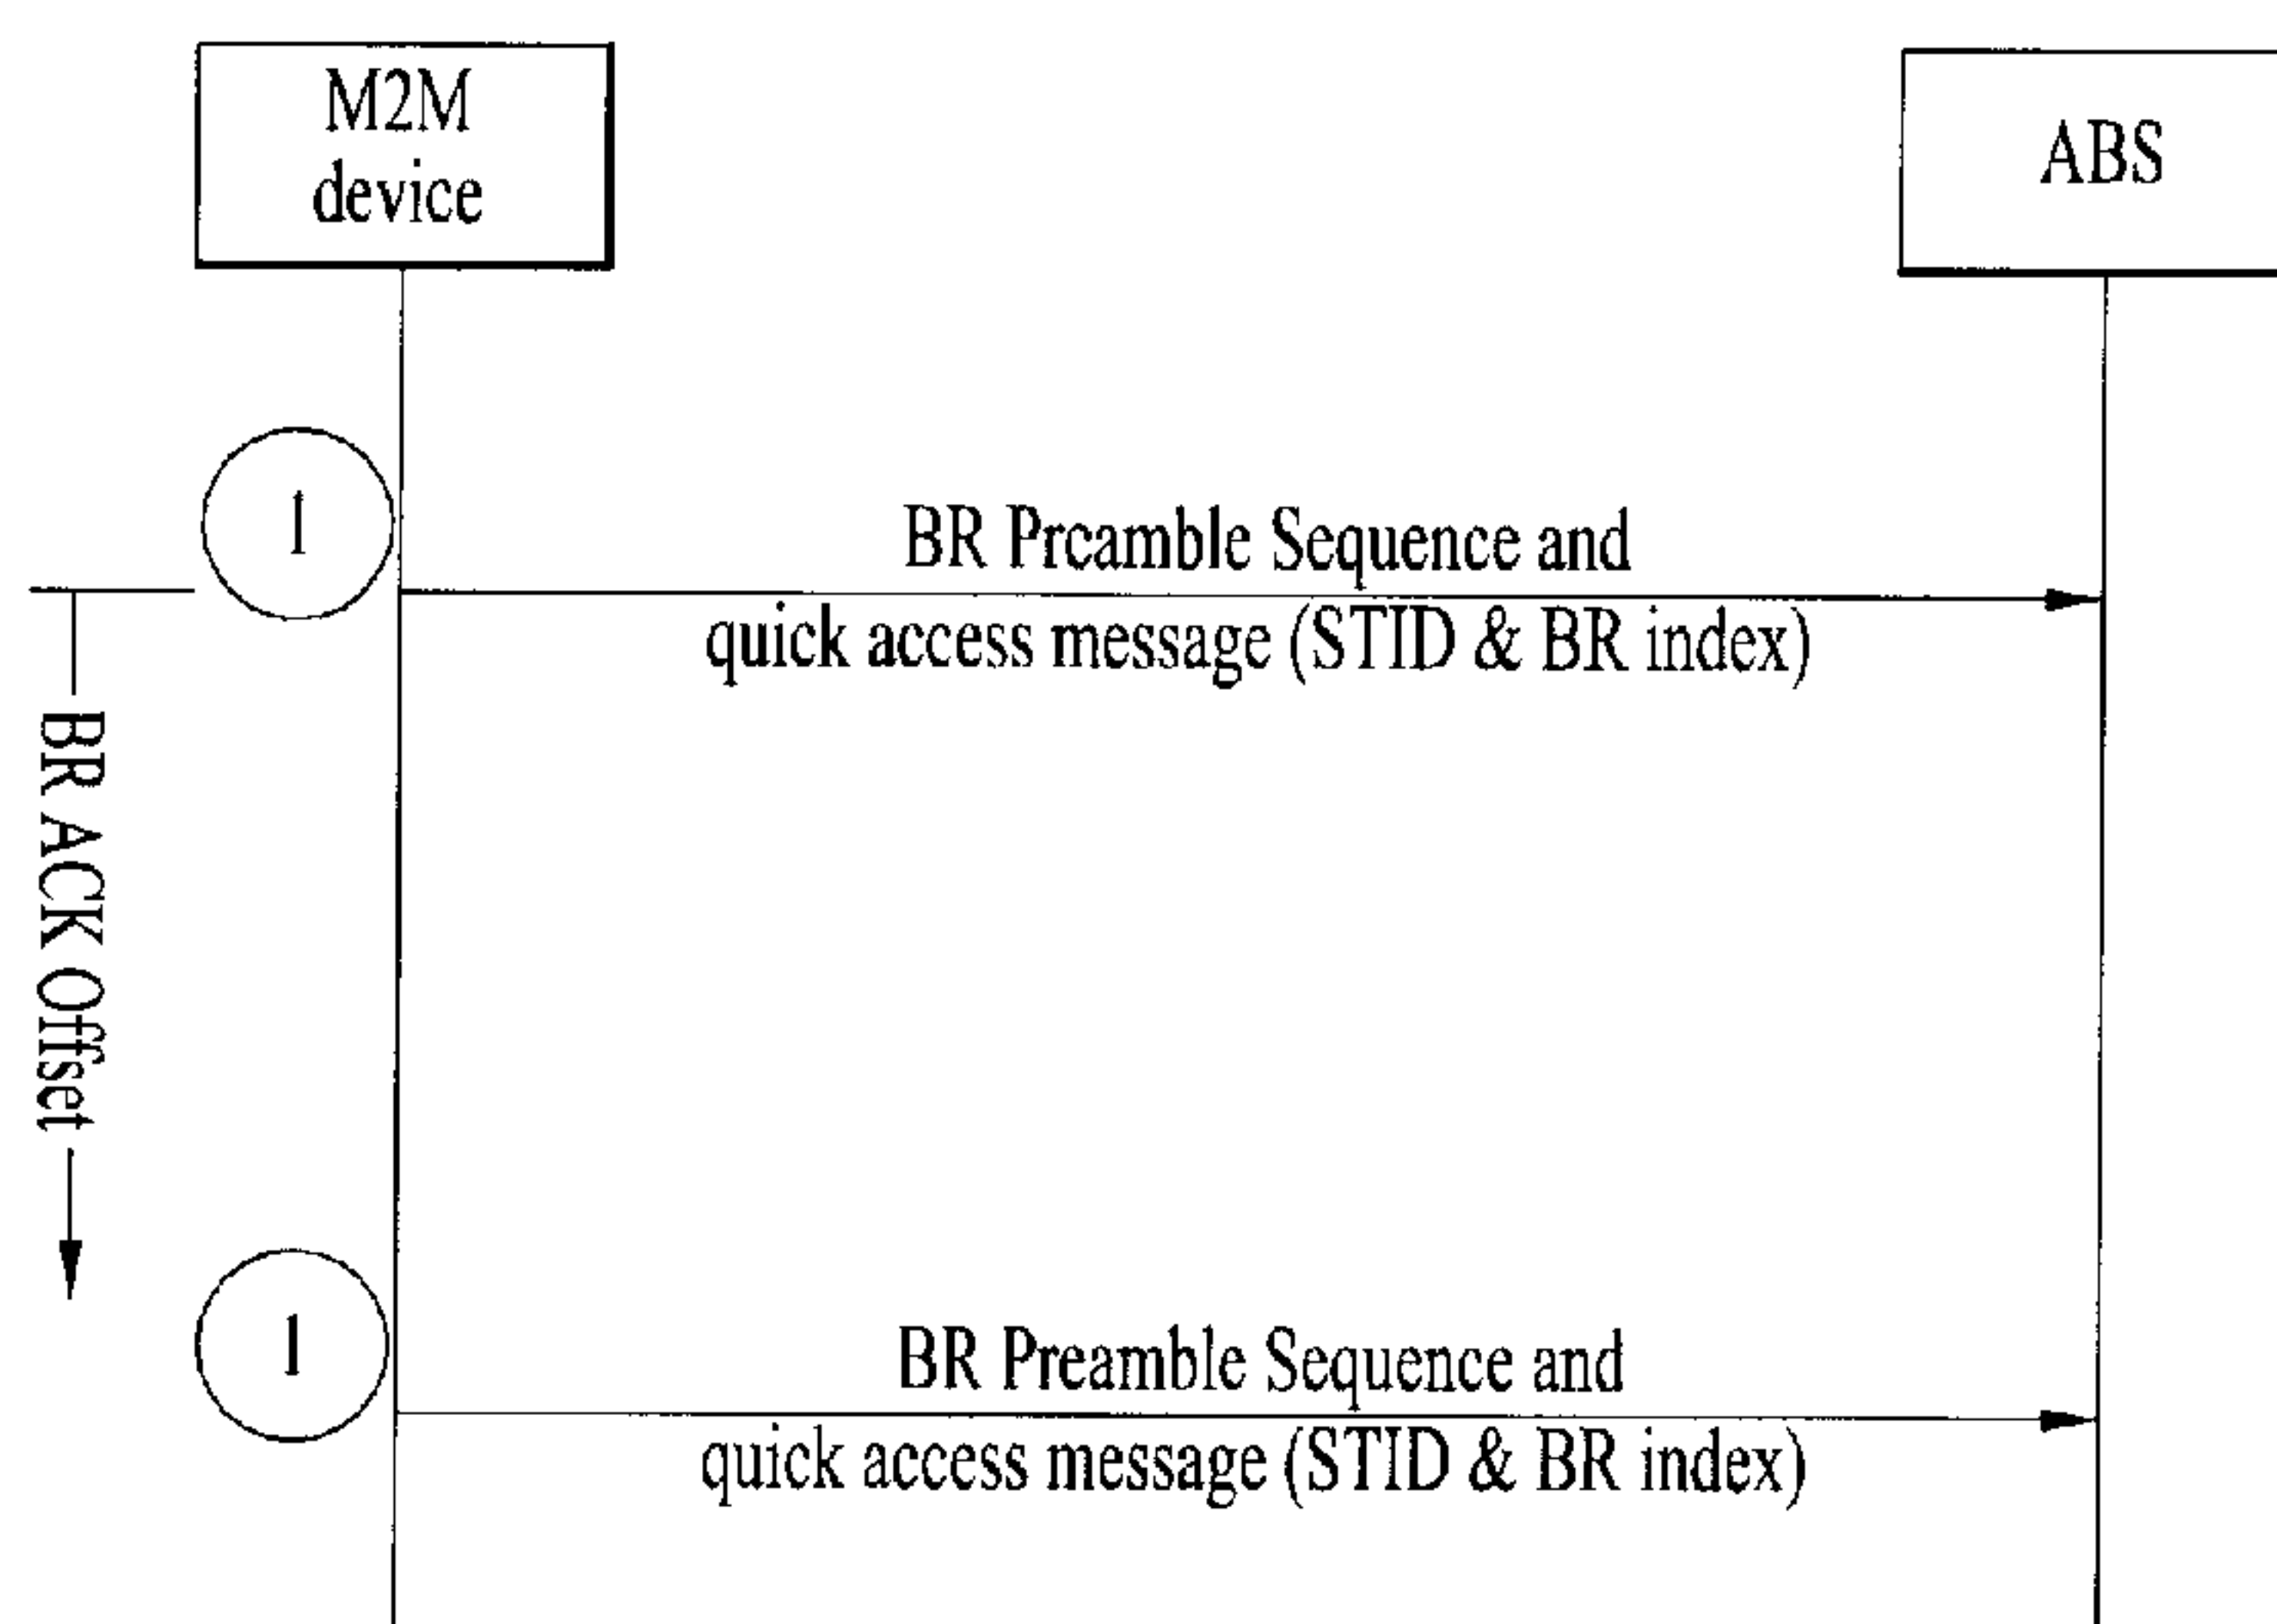 M2M
device
ABS
1
BR Prcamble Sequence and
quick access message (STID & BR index)
BR ACK Offset
1
BR Preamble Sequence and
quick access message (STID & BR index)